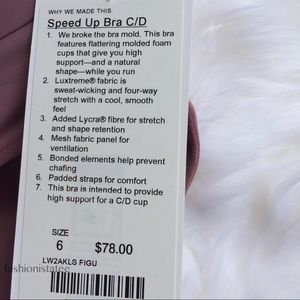 WHY WE MADE THIS
Speed Up Bra C/D
1. We broke the bra mold. This bra
features flattering molded foam
cups that give you high
support—and a natural
shape—while you run
2. Luxtreme® fabric is
sweat-wicking and four-way
stretch with a cool, smooth
feel
3. Added Lycra® fibre for stretch
and shape retention
4. Mesh fabric panel for
ventilation
5. Bonded elements help prevent
chafing
6. Padded straps for comfort
7. This bra is intended to provide
high support for a C/D cup
SIZE
6 $78.00
LW2AKLS FIGU
fashionistatee